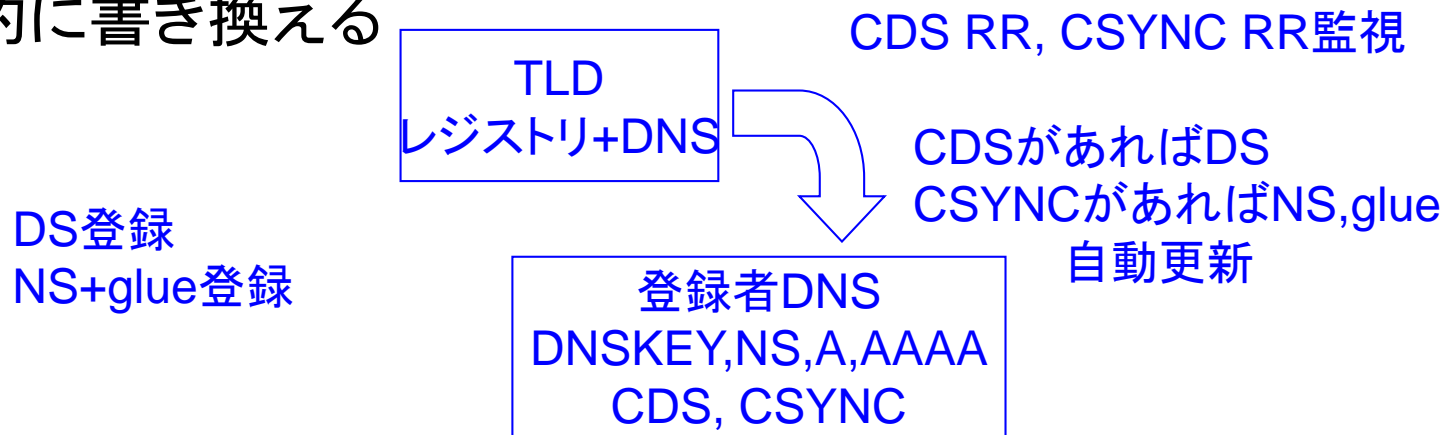 的に書き換える
CDS RR, CSYNC RR監視
TLD
レジストリ+DNS
CDSがあればDS
CSYNCがあればNS,glue
自動更新
DS登録
NS+glue登録
登録者DNS
DNSKEY,NS,A,AAAA
CDS, CSYNC